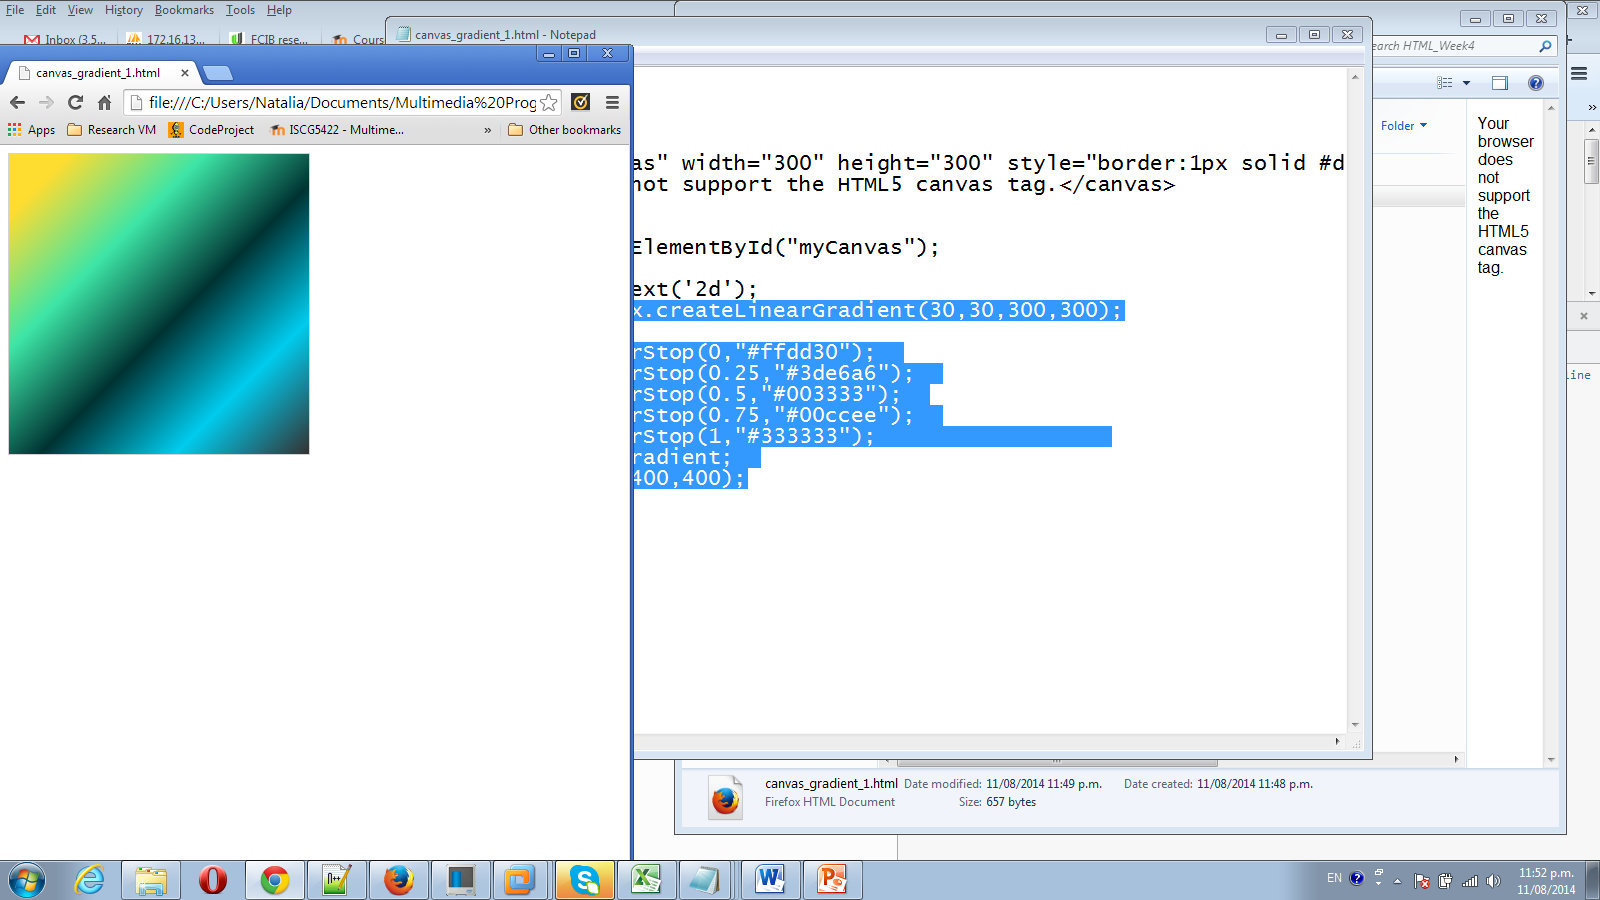 File Edit View History Bookmarks Tools Help
Inbox (3,5...
172.16.13...
FCIB rese...
Cours
canvas_gradient_1.html - Notepad
earch HTML_Week4
canvas_gradient_1.html
file:///C:/Users/Natalia/Documents/Multimedia%20Prog
Apps Research VM CodeProject ISCG5422 - Multime... » Other bookmarks
as" width="300" height="300" style="border:1px solid #d
not support the HTML5 canvas tag.</canvas>
ElementById("myCanvas");
ext('2d');
x.createLinearGradient(30,30,300,300);
rStop(0,"#ffdd30");
rStop(0.25,"#3de6a6");
rStop(0.5,"#003333");
rStop(0.75,"#00ccee");
rStop(1,"#333333");
radient;
400,400);
Folder
Your
browser
does
not
support
the
HTML5
canvas
tag.
line
canvas_gradient_1.html Date modified: 11/08/2014 11:49 p.m. Date created: 11/08/2014 11:48 p.m.
Firefox HTML Document Size: 657 bytes
EN
11:52 p.m.
11/08/2014